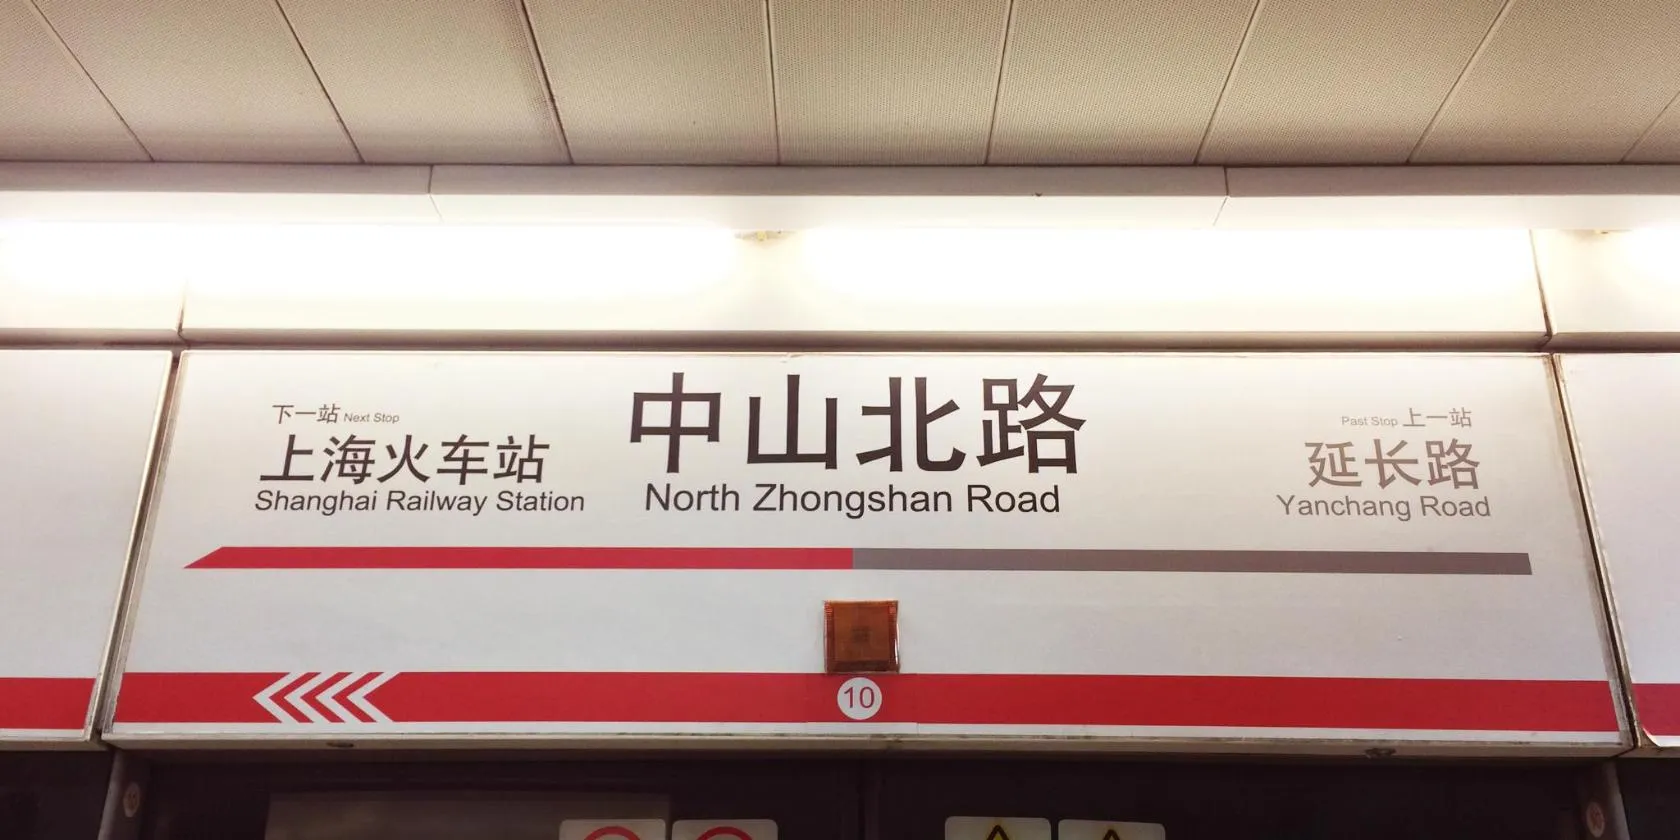 下一站 Next Stop
上海火车站
Shanghai Railway Station
中山北路
North Zhongshan Road
Past Stop 上一站
延长路
Yanchang Road
10